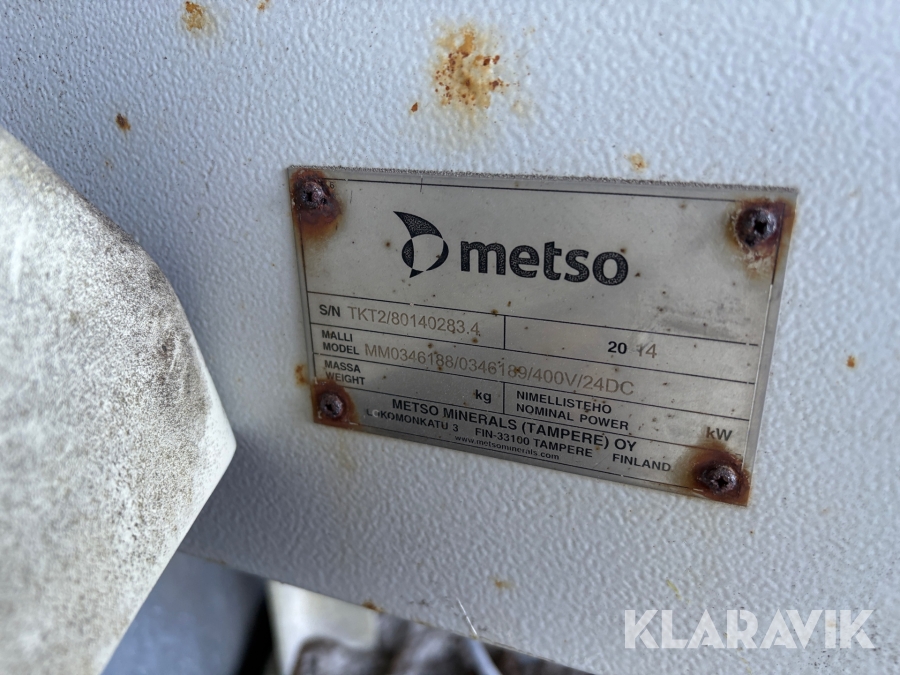 metso
S/N TKT2/80140283.4
20 14
MALLI
MODEL MM0346188/0346189/400V/24DC
MASSA
WEIGHT kg
NIMELLISTEHO
NOMINAL POWER kW
METSO MINERALS (TAMPERE) OY
LOKOMONKATU 3 FIN-33100 TAMPERE FINLAND
www.metsominerals.com
KLARAVIK